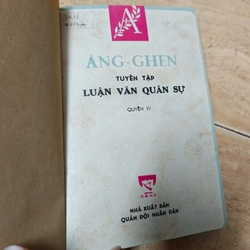 A
ĂNG-GHEN
TUYỂN TẬP
LUẬN VĂN QUÂN SỰ
QUYỂN IV
NHÀ XUẤT BẢN
QUÂN ĐỘI NHÂN DÂN